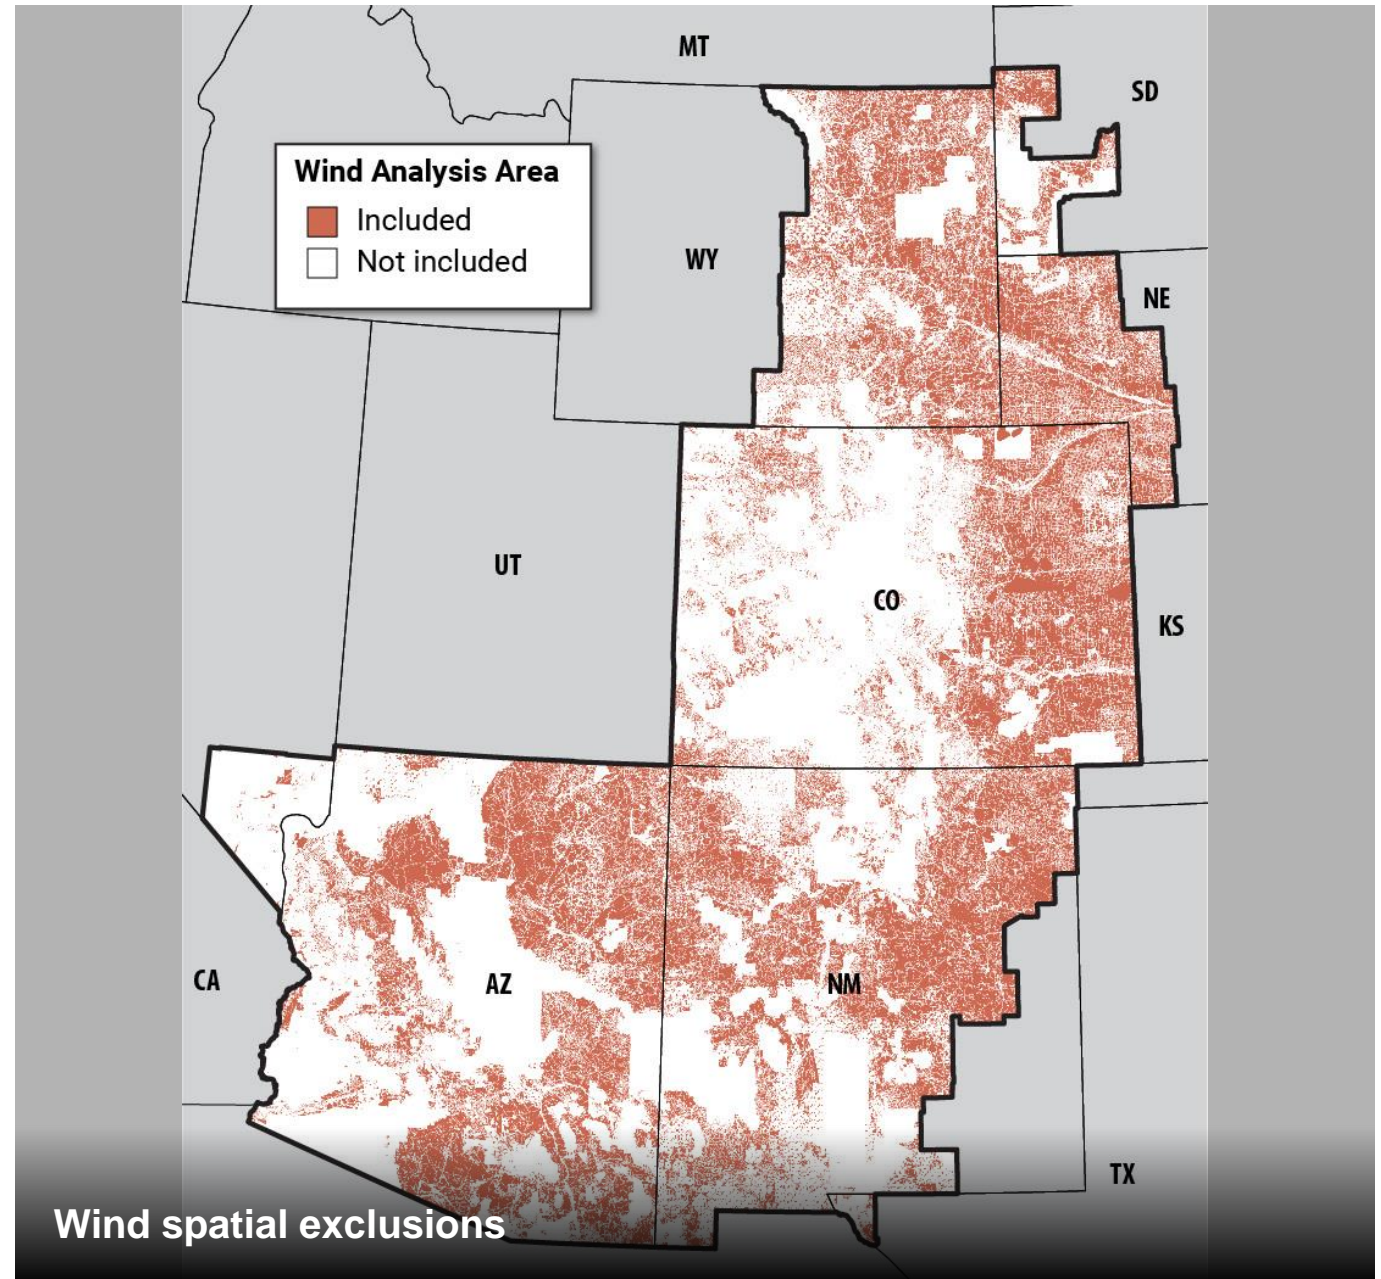 MT
SD
Wind Analysis Area
Included
Not included
WY
NE
UT
CO
KS
CA
AZ
NM
TX
Wind spatial exclusions